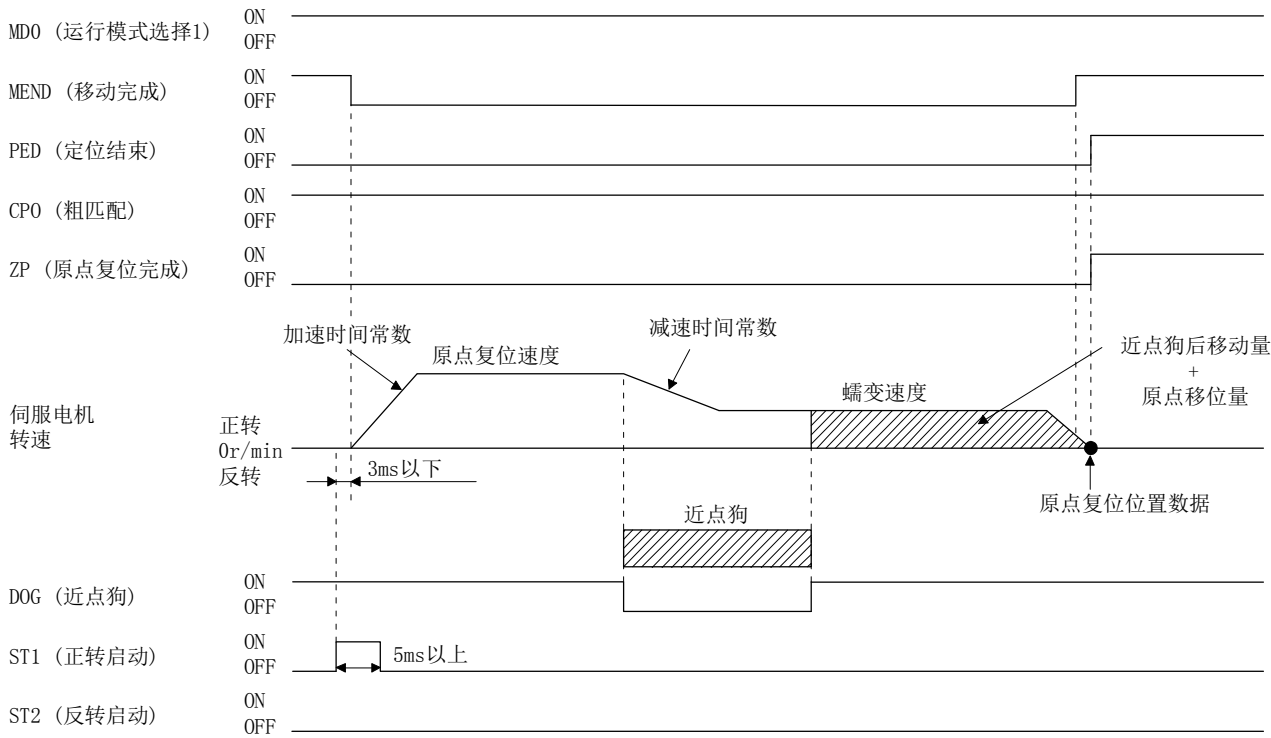 MD0 (运行模式选择1)
ON
OFF
MEND (移动完成)
ON
OFF
PED (定位结束)
ON
OFF
CPO (粗匹配)
ON
OFF
ZP (原点复位完成)
ON
OFF
加速时间常数
原点复位速度
减速时间常数
蠕变速度
近点狗后移动量
+
原点移位量
伺服电机
转速
正转
0r/min
反转
3ms以下
原点复位位置数据
近点狗
DOG (近点狗)
ON
OFF
ST1 (正转启动)
ON
OFF
5ms以上
ST2 (反转启动)
ON
OFF